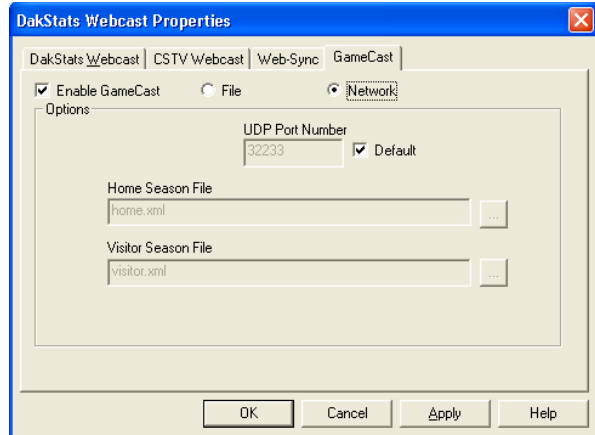 DakStats Webcast Properties
DakStats Webcast CSTV Webcast Web-Sync GameCast
Enable GameCast File Network
Options
UDP Port Number
32233 Default
Home Season File
home.xml ...
Visitor Season File
visitor.xml ...
OK Cancel Apply Help